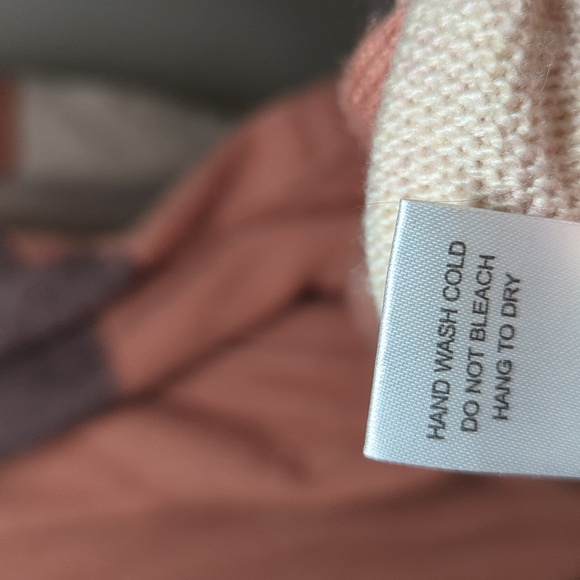 HAND WASH COLD
DO NOT BLEACH
HANG TO DRY